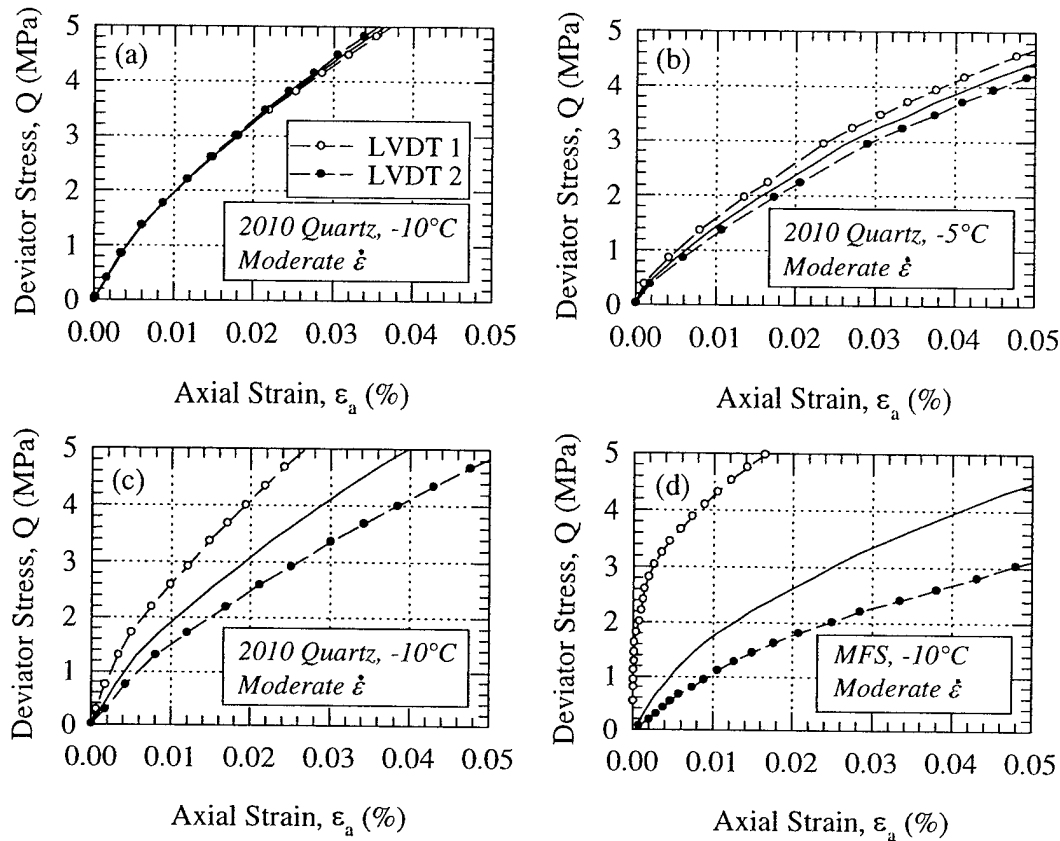 (a)
Deviator Stress, Q (MPa)
5
4
3
2
1
0
LVDT 1
LVDT 2
2010 Quartz, -10°C
Moderate ε̇
0.00 0.01 0.02 0.03 0.04 0.05
Axial Strain, εa (%)
(b)
Deviator Stress, Q (MPa)
5
4
3
2
1
0
2010 Quartz, -5°C
Moderate ε̇
0.00 0.01 0.02 0.03 0.04 0.05
Axial Strain, εa (%)
(c)
Deviator Stress, Q (MPa)
5
4
3
2
1
0
2010 Quartz, -10°C
Moderate ε̇
0.00 0.01 0.02 0.03 0.04 0.05
Axial Strain, εa (%)
(d)
Deviator Stress, Q (MPa)
5
4
3
2
1
0
MFS, -10°C
Moderate ε̇
0.00 0.01 0.02 0.03 0.04 0.05
Axial Strain, εa (%)